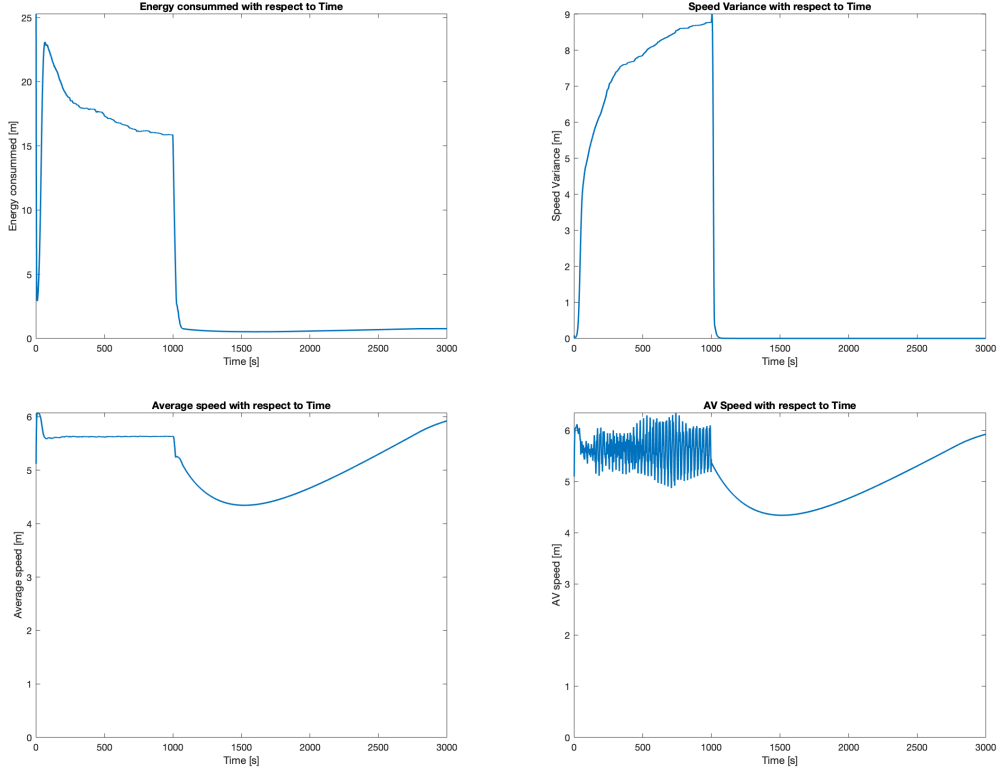 Energy consummed with respect to Time
25
20
15
10
5
0
Energy consummed [m]
0 500 1000 1500 2000 2500 3000
Time [s]
Speed Variance with respect to Time
9
8
7
6
5
4
3
2
1
0
Speed Variance [m]
0 500 1000 1500 2000 2500 3000
Time [s]
Average speed with respect to Time
6
5
4
3
2
1
0
Average speed [m]
0 500 1000 1500 2000 2500 3000
Time [s]
AV Speed with respect to Time
6
5
4
3
2
1
0
AV speed [m]
0 500 1000 1500 2000 2500 3000
Time [s]